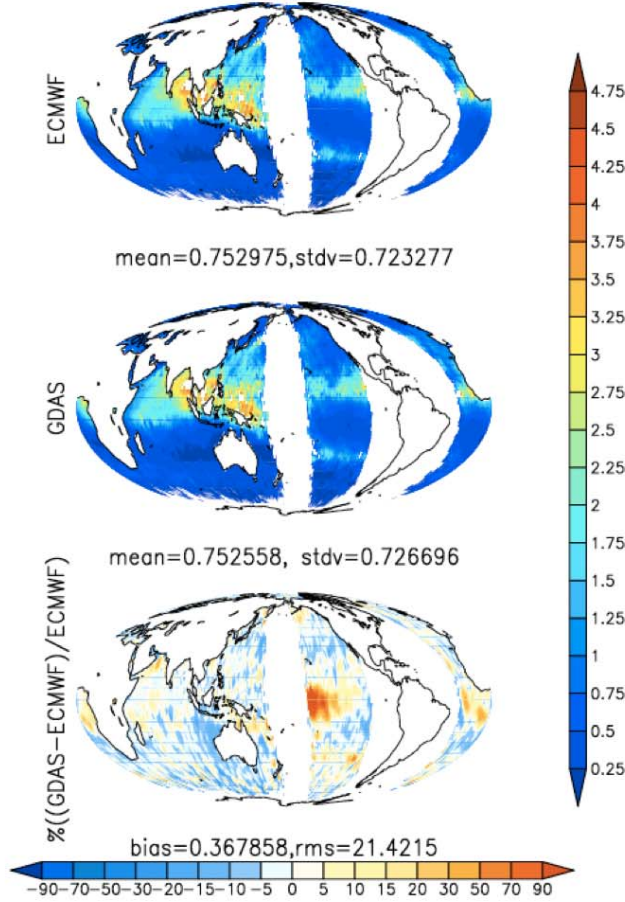 ECMWF
mean=0.752975,stdv=0.723277
GDAS
mean=0.752558, stdv=0.726696
%((GDAS−ECMWF)/ECMWF)
bias=0.367858,rms=21.4215
4.75
4.5
4.25
4
3.75
3.5
3.25
3
2.75
2.5
2.25
2
1.75
1.5
1.25
1
0.75
0.5
0.25
−90 −70 −50 −30 −20 −15 −10 −5 0 5 10 15 20 30 50 70 90